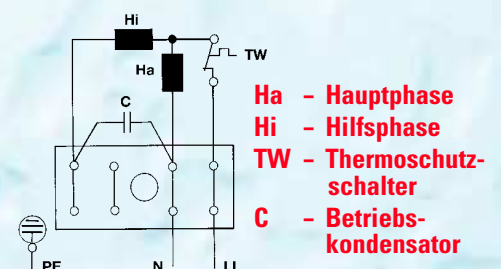 Hi
TW
Ha
C
Ha – Hauptphase
Hi – Hilfsphase
TW – Thermoschutz-
schalter
C – Betriebs-
kondensator
PE N